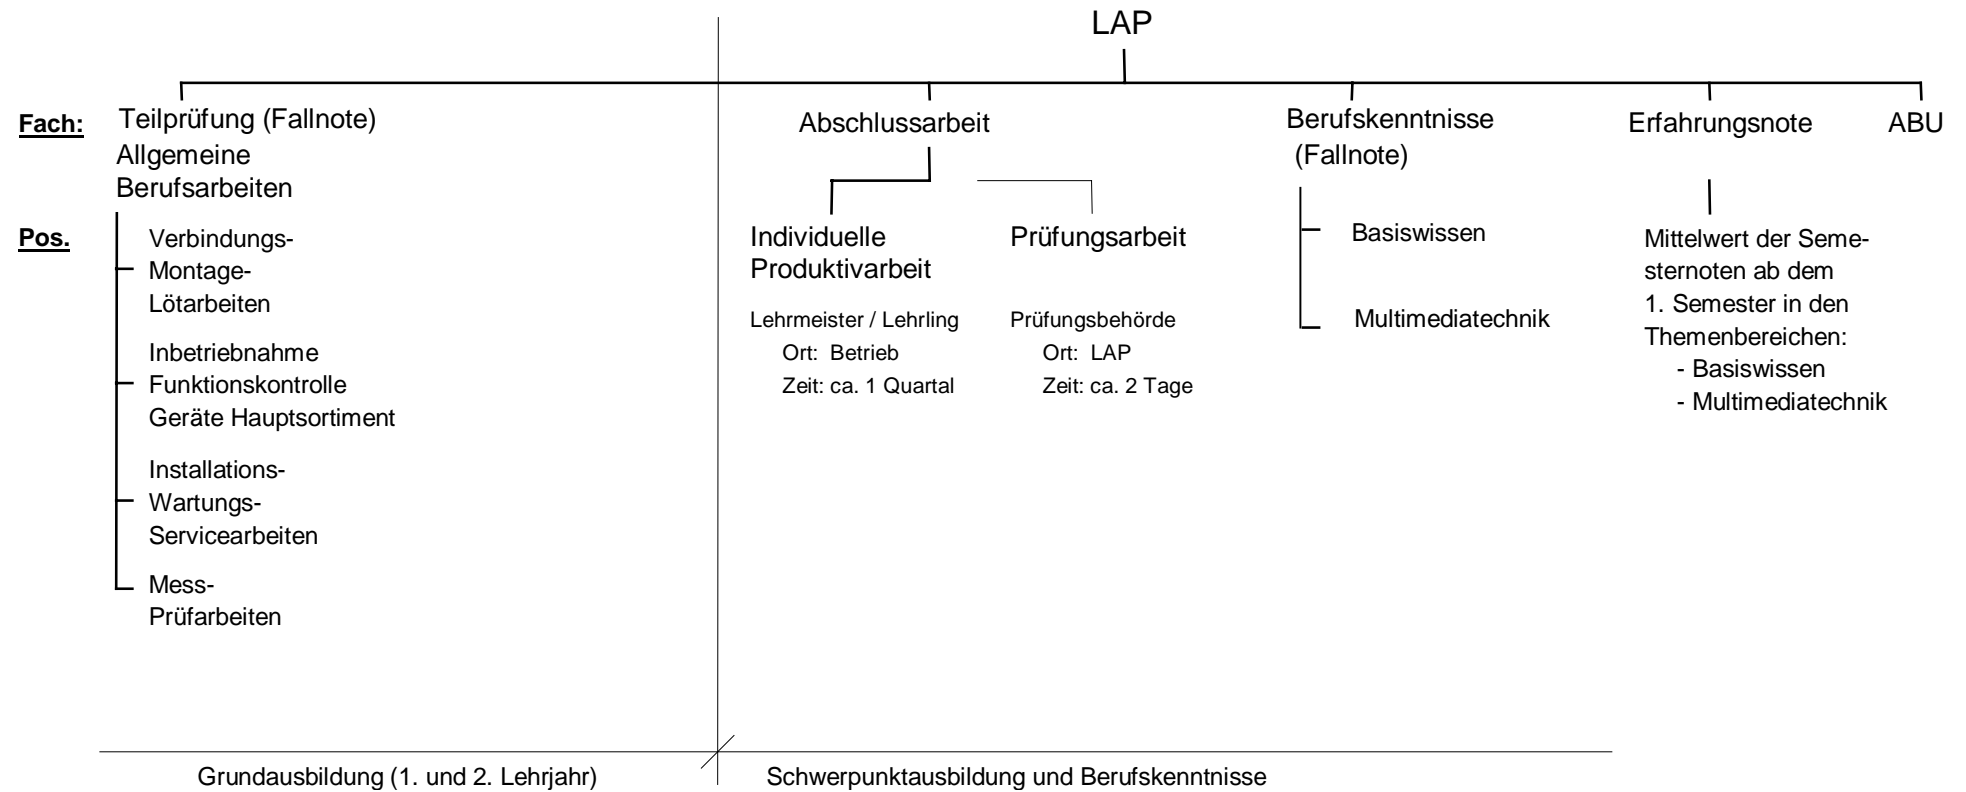 LAP
Fach:
Teilprüfung (Fallnote)
Allgemeine
Berufsarbeiten
Abschlussarbeit
Berufskenntnisse
(Fallnote)
Erfahrungsnote
ABU
Pos.
Verbindungs-
Montage-
Lötarbeiten
Inbetriebnahme
Funktionskontrolle
Geräte Hauptsortiment
Installations-
Wartungs-
Servicearbeiten
Mess-
Prüfarbeiten
Individuelle
Produktivarbeit
Lehrmeister / Lehrling
Ort: Betrieb
Zeit: ca. 1 Quartal
Prüfungsarbeit
Prüfungsbehörde
Ort: LAP
Zeit: ca. 2 Tage
Basiswissen
Multimediatechnik
Mittelwert der Seme-
sternoten ab dem
1. Semester in den
Themenbereichen:
- Basiswissen
- Multimediatechnik
Grundausbildung (1. und 2. Lehrjahr)
Schwerpunktausbildung und Berufskenntnisse